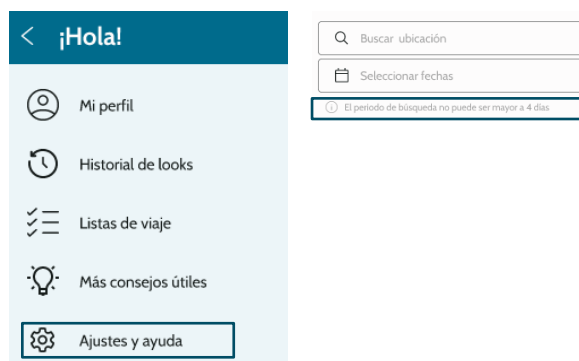 ¡Hola!
Mi perfil
Historial de looks
Listas de viaje
Más consejos útiles
Ajustes y ayuda
Buscar ubicación
Seleccionar fechas
El periodo de búsqueda no puede ser mayor a 4 días